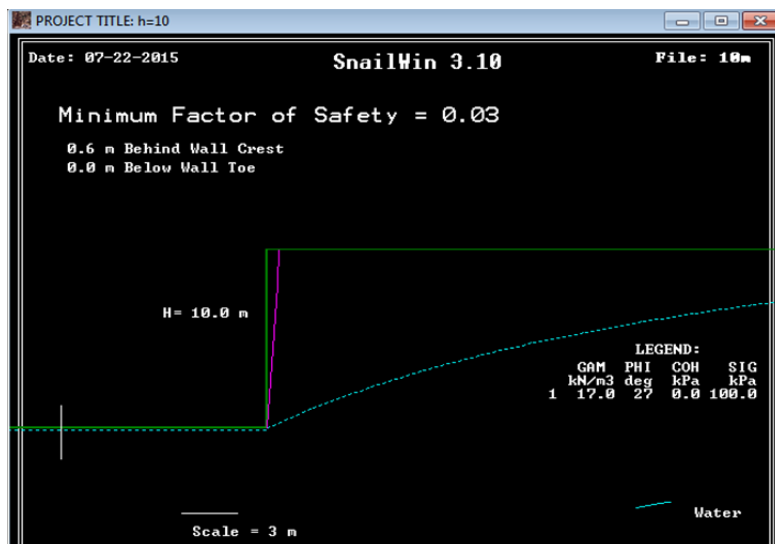 PROJECT TITLE: h=10
Date: 07-22-2015 SnailWin 3.10 File: 10m
Minimum Factor of Safety = 0.03
0.6 m Behind Wall Crest
0.0 m Below Wall Toe
H= 10.0 m
LEGEND:
GAM PHI COH SIG
kN/m3 deg kPa kPa
1 17.0 27 0.0 100.0
Water
Scale = 3 m